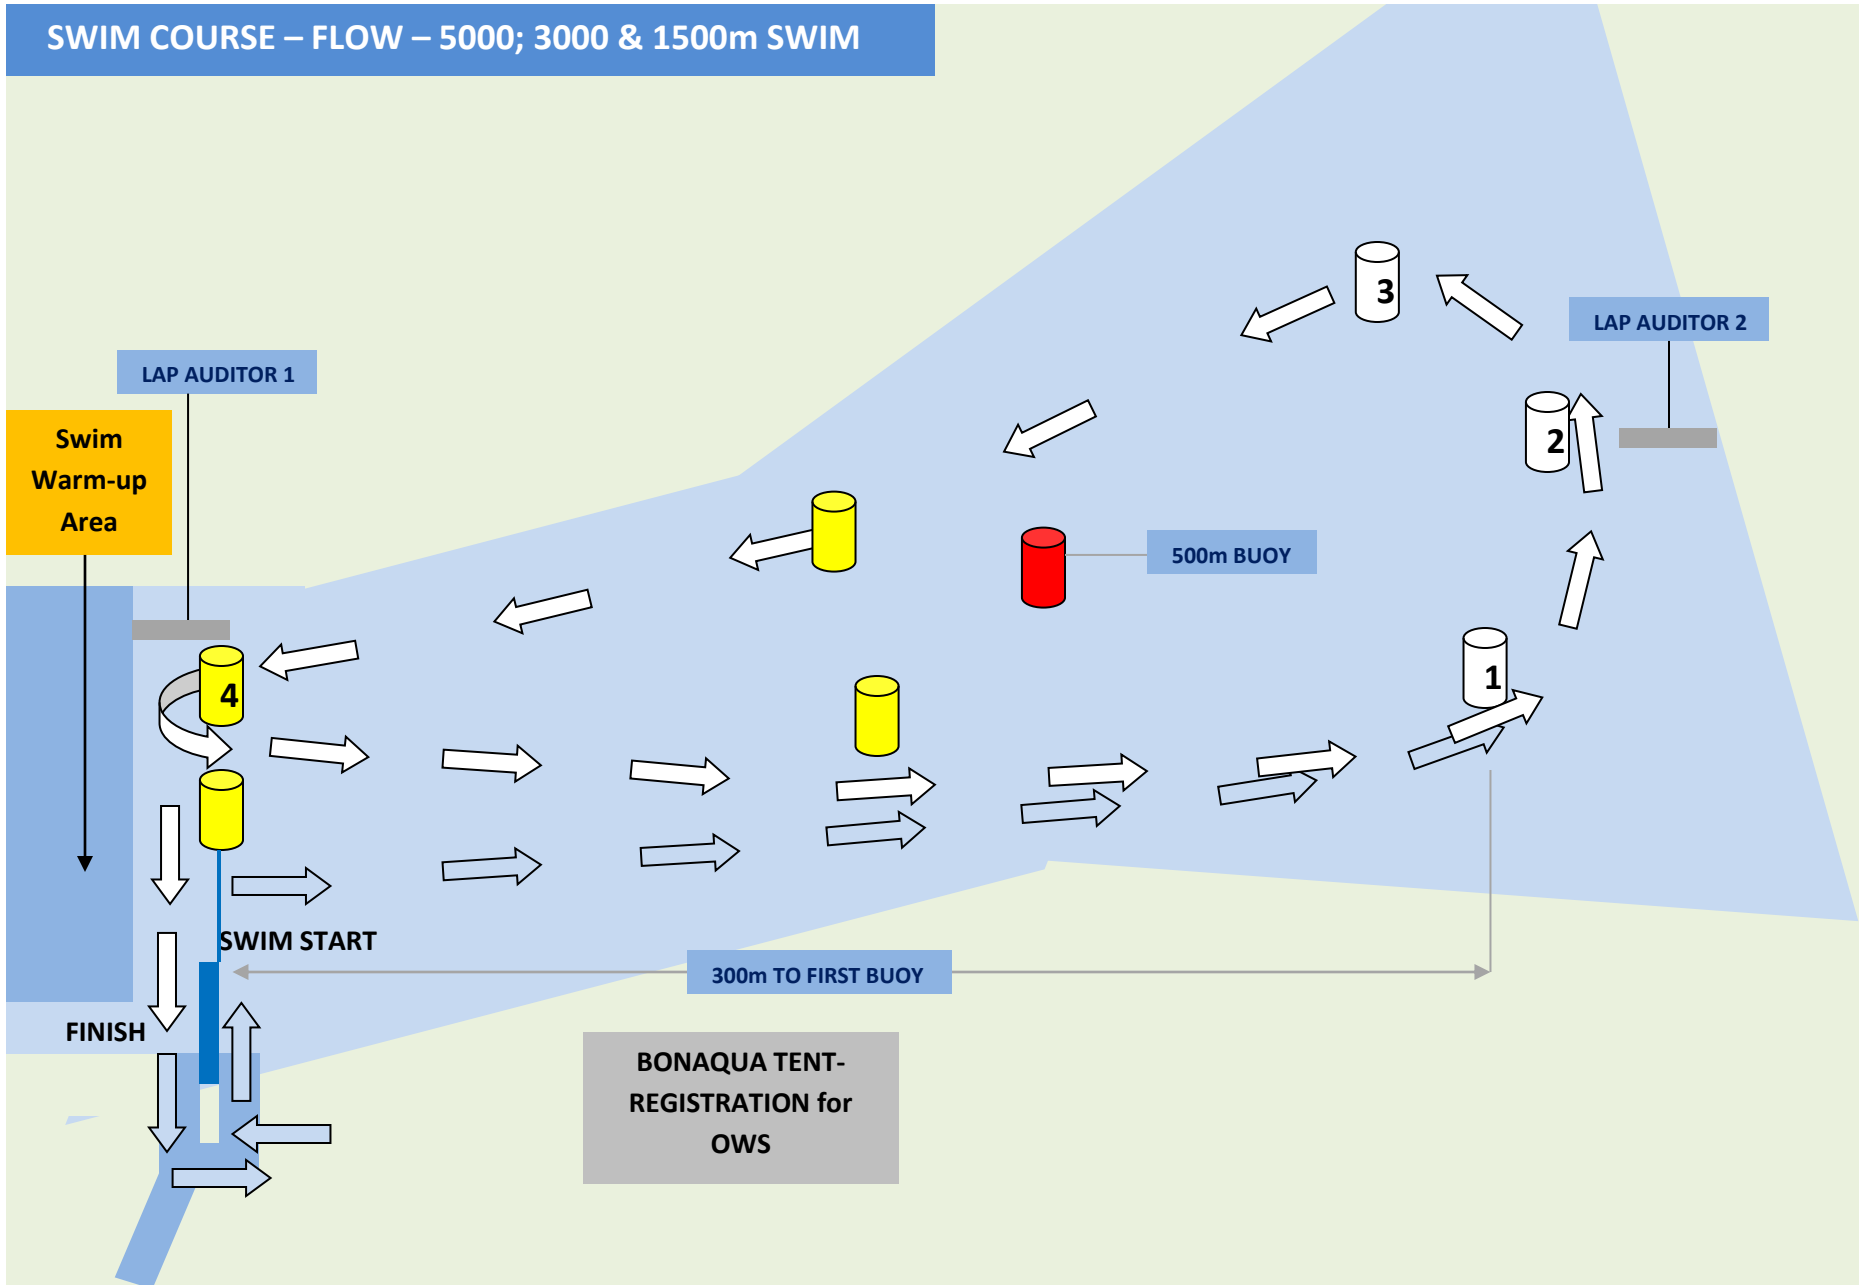 SWIM COURSE – FLOW – 5000; 3000 & 1500m SWIM
3
LAP AUDITOR 2
LAP AUDITOR 1
Swim
Warm-up
Area
2
500m BUOY
1
4
SWIM START
300m TO FIRST BUOY
FINISH
BONAQUA TENT-
REGISTRATION for
OWS